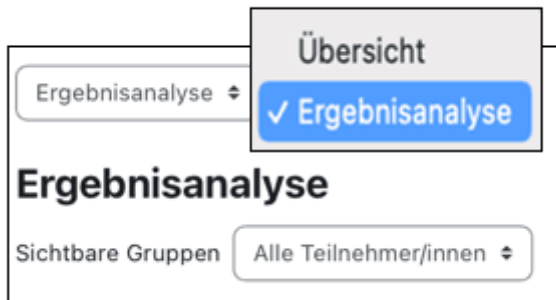 Übersicht
Ergebnisanalyse
✓ Ergebnisanalyse
Ergebnisanalyse
Sichtbare Gruppen Alle Teilnehmer/innen